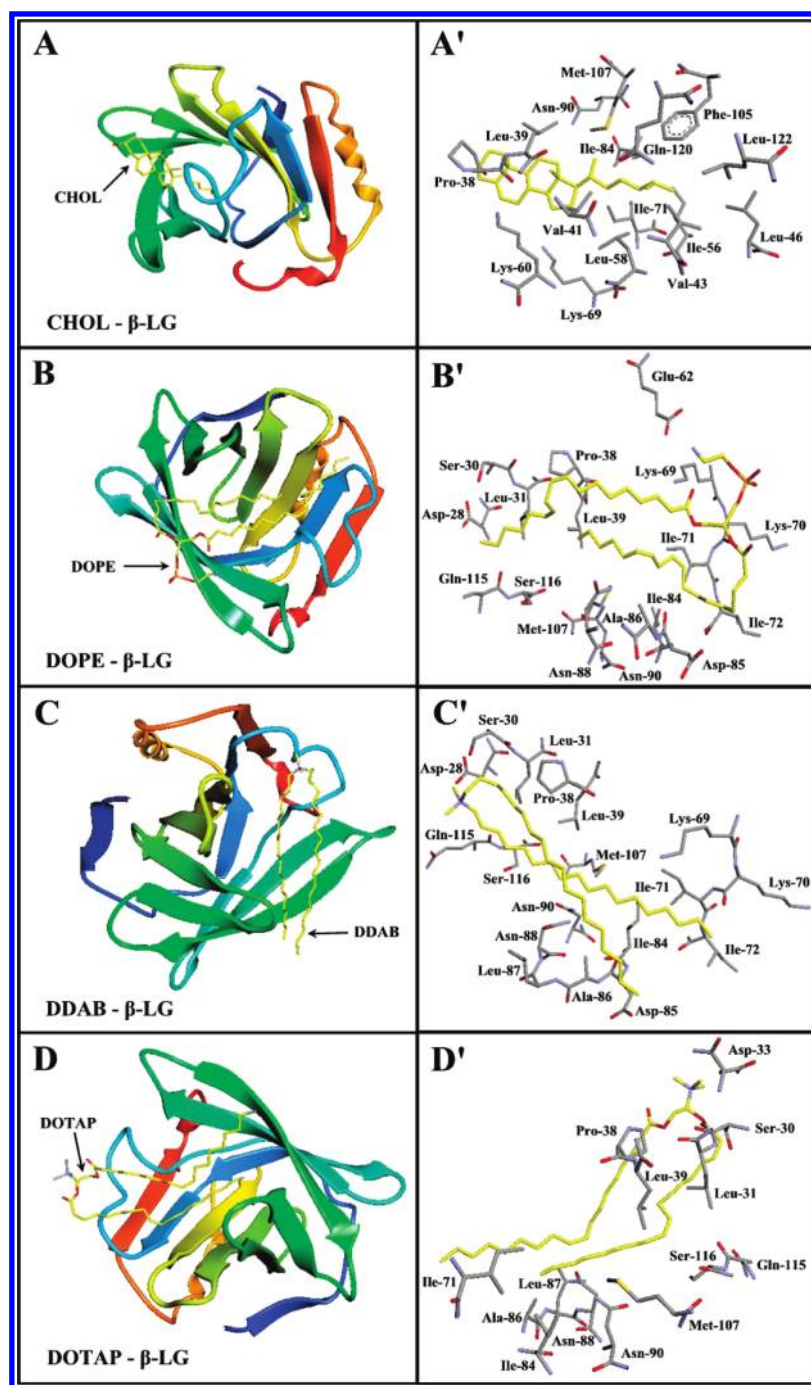 A
CHOL
CHOL - β-LG
A'
Met-107
Asn-90
Phe-105
Leu-39
Ile-84
Gln-120
Leu-122
Pro-38
Val-41
Ile-71
Leu-46
Ile-56
Lys-60
Leu-58
Val-43
Lys-69
B
DOPE
DOPE - β-LG
B'
Glu-62
Pro-38
Ser-30
Lys-69
Leu-31
Asp-28
Leu-39
Lys-70
Ile-71
Gln-115
Ser-116
Ile-84
Met-107
Ala-86
Ile-72
Asn-88
Asn-90
Asp-85
C
DDAB
DDAB - β-LG
C'
Ser-30
Leu-31
Asp-28
Pro-38
Leu-39
Lys-69
Gln-115
Met-107
Ser-116
Ile-71
Lys-70
Asn-90
Asn-88
Ile-84
Ile-72
Leu-87
Ala-86
Asp-85
D
DOTAP
DOTAP - β-LG
D'
Asp-33
Pro-38
Ser-30
Leu-39
Leu-31
Ser-116
Gln-115
Ile-71
Leu-87
Ala-86
Asn-88
Met-107
Ile-84
Asn-90